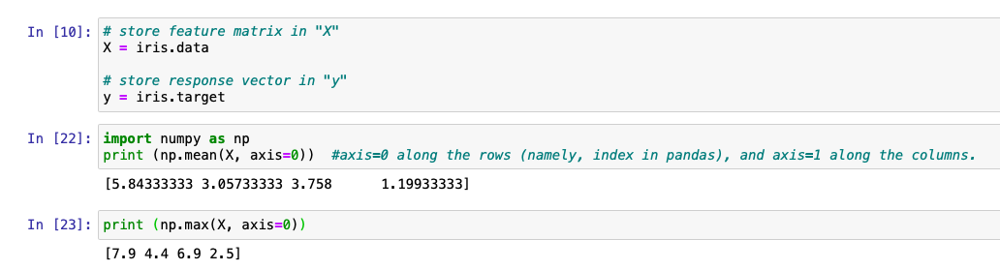 In [10]: # store feature matrix in "X"
X = iris.data
# store response vector in "y"
y = iris.target
In [22]: import numpy as np
print (np.mean(X, axis=0))  #axis=0 along the rows (namely, index in pandas), and axis=1 along the columns.
[5.84333333 3.05733333 3.758      1.19933333]
In [23]: print (np.max(X, axis=0))
[7.9 4.4 6.9 2.5]